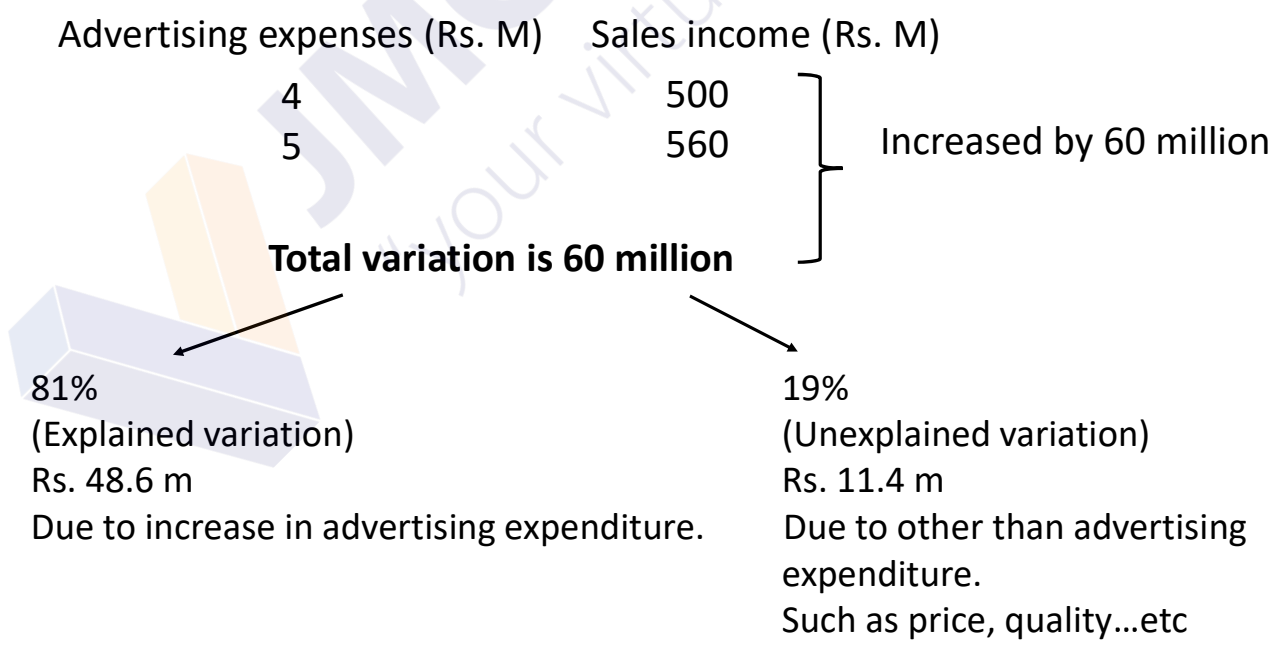 Advertising expenses (Rs. M) Sales income (Rs. M)
4 500
5 560
Increased by 60 million
Total variation is 60 million
81%
(Explained variation)
Rs. 48.6 m
Due to increase in advertising expenditure.
19%
(Unexplained variation)
Rs. 11.4 m
Due to other than advertising
expenditure.
Such as price, quality…etc
"your